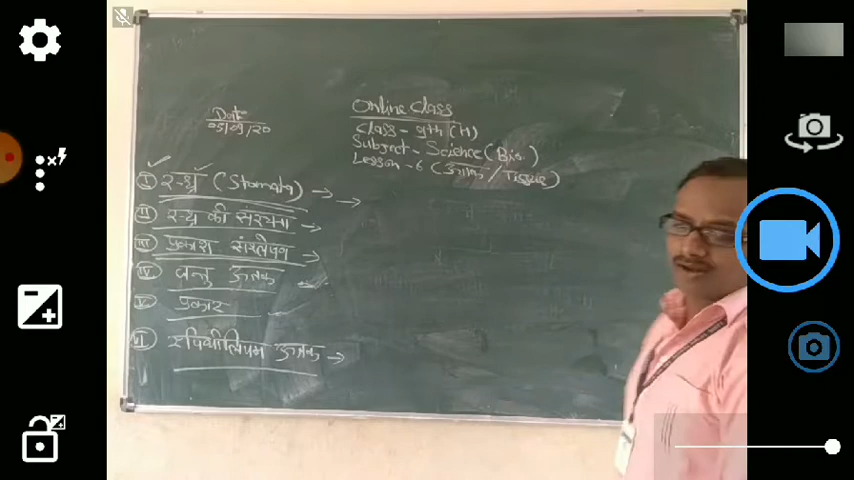 Online Class
Date
05/09/20
Class - 9th (H)
Subject - Science (Bio.)
Lesson - 6 (ऊतक / Tissue)
I रन्ध्र (Stomata) →
II रन्ध्र की संरचना →
III प्रकाश संश्लेषण →
IV जन्तु ऊतक →
V प्रकार
VI एपिथीलियम ऊतक →